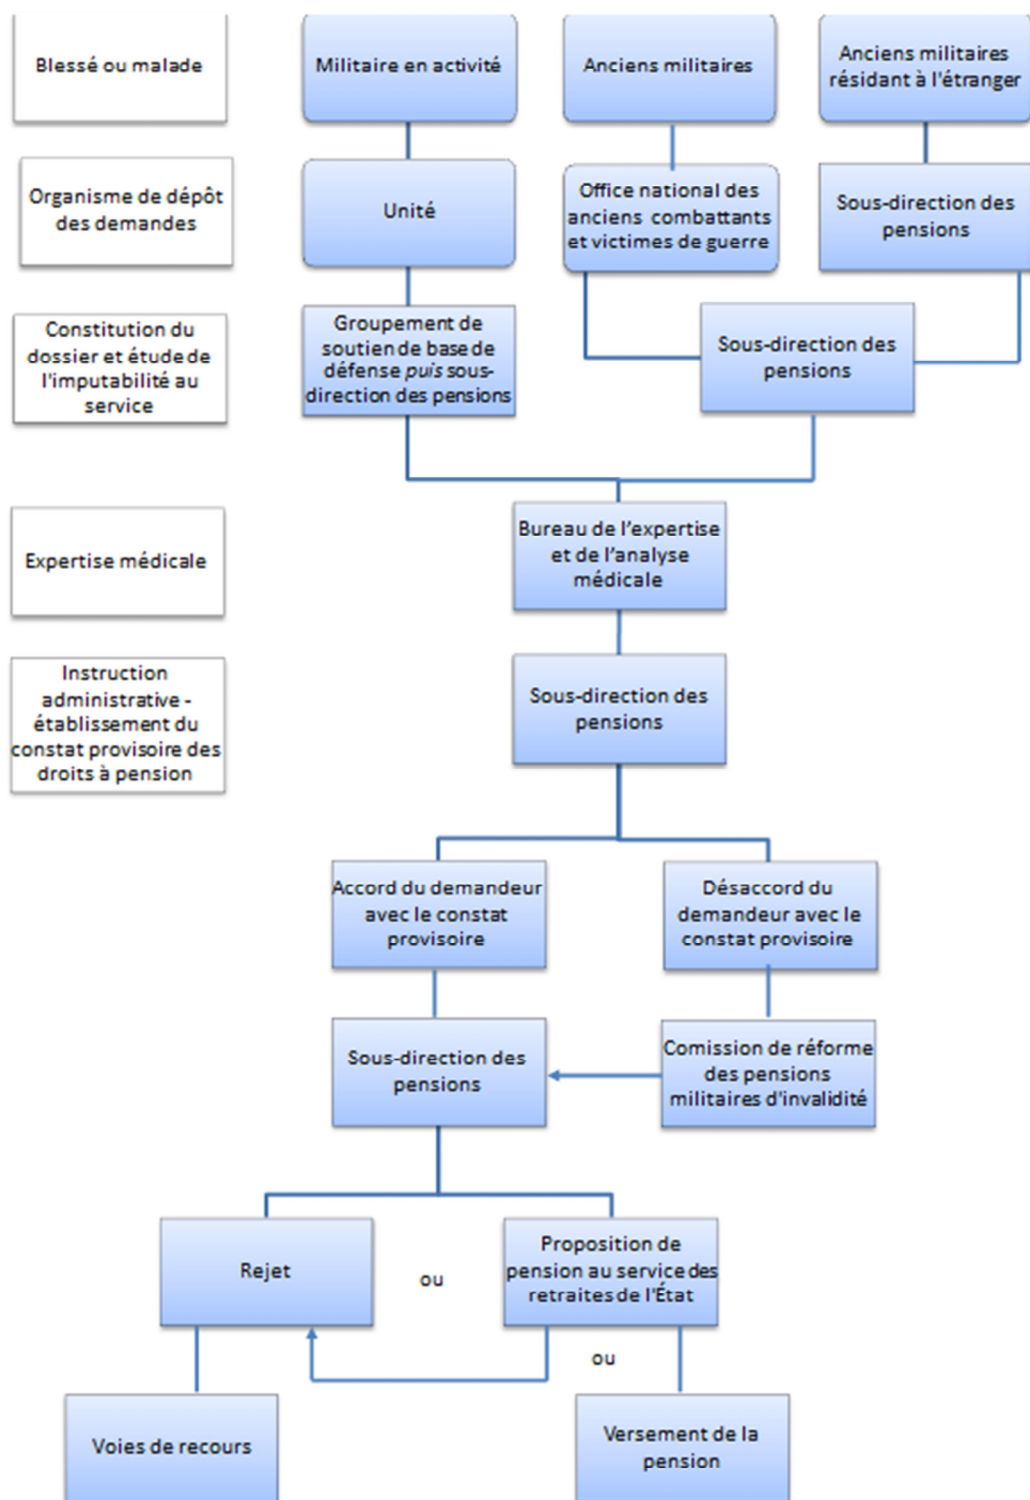 Blessé ou malade
Militaire en activité
Anciens militaires
Anciens militaires
résidant à l'étranger
Organisme de dépôt
des demandes
Unité
Office national des
anciens combattants
et victimes de guerre
Sous-direction des
pensions
Constitution du
dossier et étude de
l'imputabilité au
service
Groupement de
soutien de base de
défense puis sous-
direction des pensions
Sous-direction des
pensions
Expertise médicale
Bureau de l’expertise
et de l’analyse
médicale
Instruction
administrative -
établissement du
constat provisoire des
droits à pension
Sous-direction des
pensions
Accord du demandeur
avec le constat
provisoire
Désaccord du
demandeur avec le
constat provisoire
Sous-direction des
pensions
Comission de réforme
des pensions
militaires d'invalidité
Rejet
ou
Proposition de
pension au service des
retraites de l'État
ou
Voies de recours
Versement de la
pension